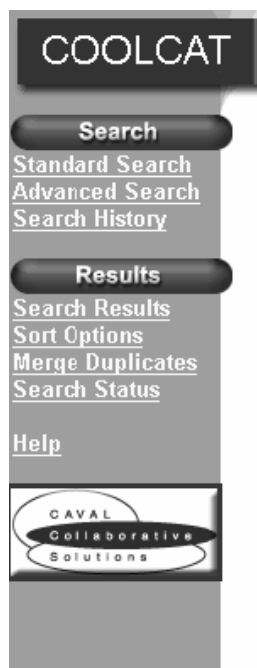 COOLCAT
Search
Standard Search
Advanced Search
Search History
Results
Search Results
Sort Options
Merge Duplicates
Search Status
Help
CAVAL
Collaborative
Solutions